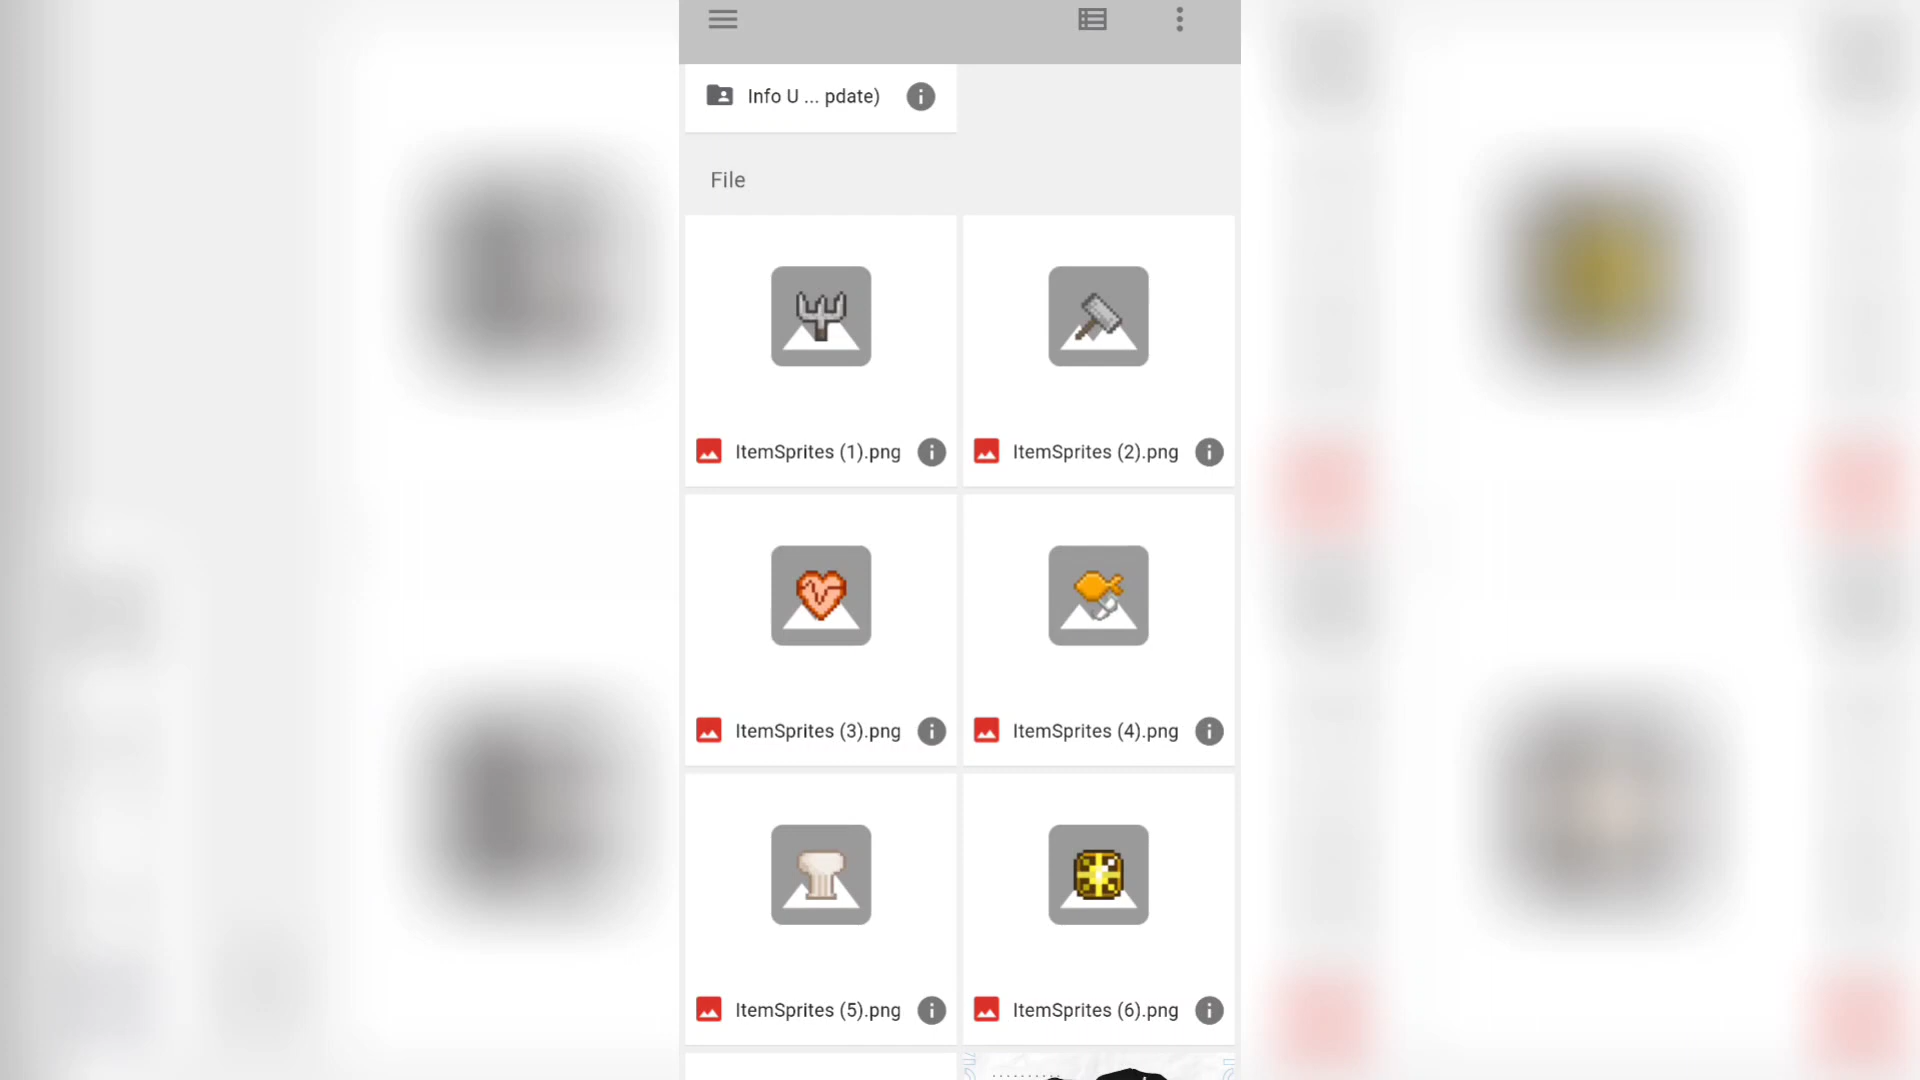 Info U ... pdate)
File
ItemSprites (1).png
ItemSprites (2).png
ItemSprites (3).png
ItemSprites (4).png
ItemSprites (5).png
ItemSprites (6).png